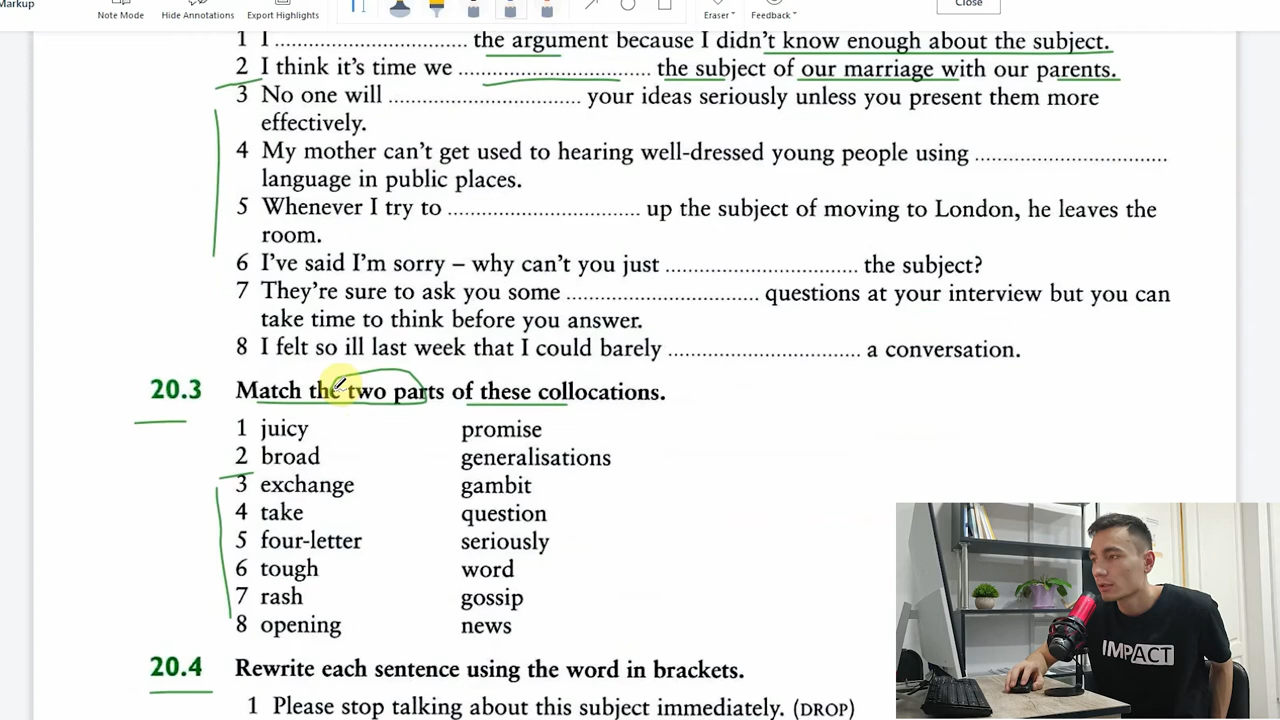 Markup
Note Mode
Hide Annotations
Export Highlights
Eraser
Feedback
Close
1 I .................................... the argument because I didn't know enough about the subject.
2 I think it's time we .................................... the subject of our marriage with our parents.
3 No one will .................................... your ideas seriously unless you present them more
effectively.
4 My mother can't get used to hearing well-dressed young people using ....................................
language in public places.
5 Whenever I try to .................................... up the subject of moving to London, he leaves the
room.
6 I've said I'm sorry – why can't you just .................................... the subject?
7 They're sure to ask you some .................................... questions at your interview but you can
take time to think before you answer.
8 I felt so ill last week that I could barely .................................... a conversation.
20.3 Match the two parts of these collocations.
1 juicy promise
2 broad generalisations
3 exchange gambit
4 take question
5 four-letter seriously
6 tough word
7 rash gossip
8 opening news
20.4 Rewrite each sentence using the word in brackets.
1 Please stop talking about this subject immediately. (DROP)
IMPACT